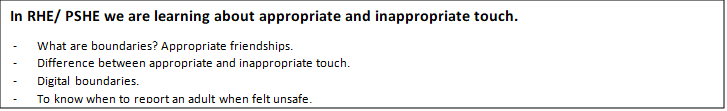 In RHE/ PSHE we are learning about appropriate and inappropriate touch.
- What are boundaries? Appropriate friendships.
- Difference between appropriate and inappropriate touch.
- Digital boundaries.
- To know when to report an adult when felt unsafe.